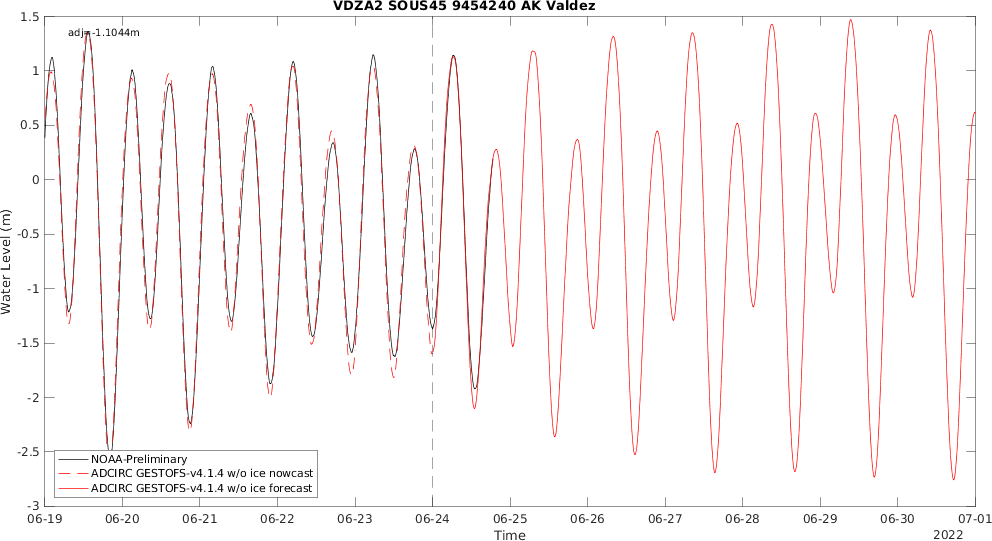 VDZA2 SOUS45 9454240 AK Valdez
adj=-1.1044m
1.5
1
0.5
0
-0.5
-1
-1.5
-2
-2.5
-3
Water Level (m)
NOAA-Preliminary
ADCIRC GESTOFS-v4.1.4 w/o ice nowcast
ADCIRC GESTOFS-v4.1.4 w/o ice forecast
06-19 06-20 06-21 06-22 06-23 06-24 06-25 06-26 06-27 06-28 06-29 06-30 07-01
Time
2022